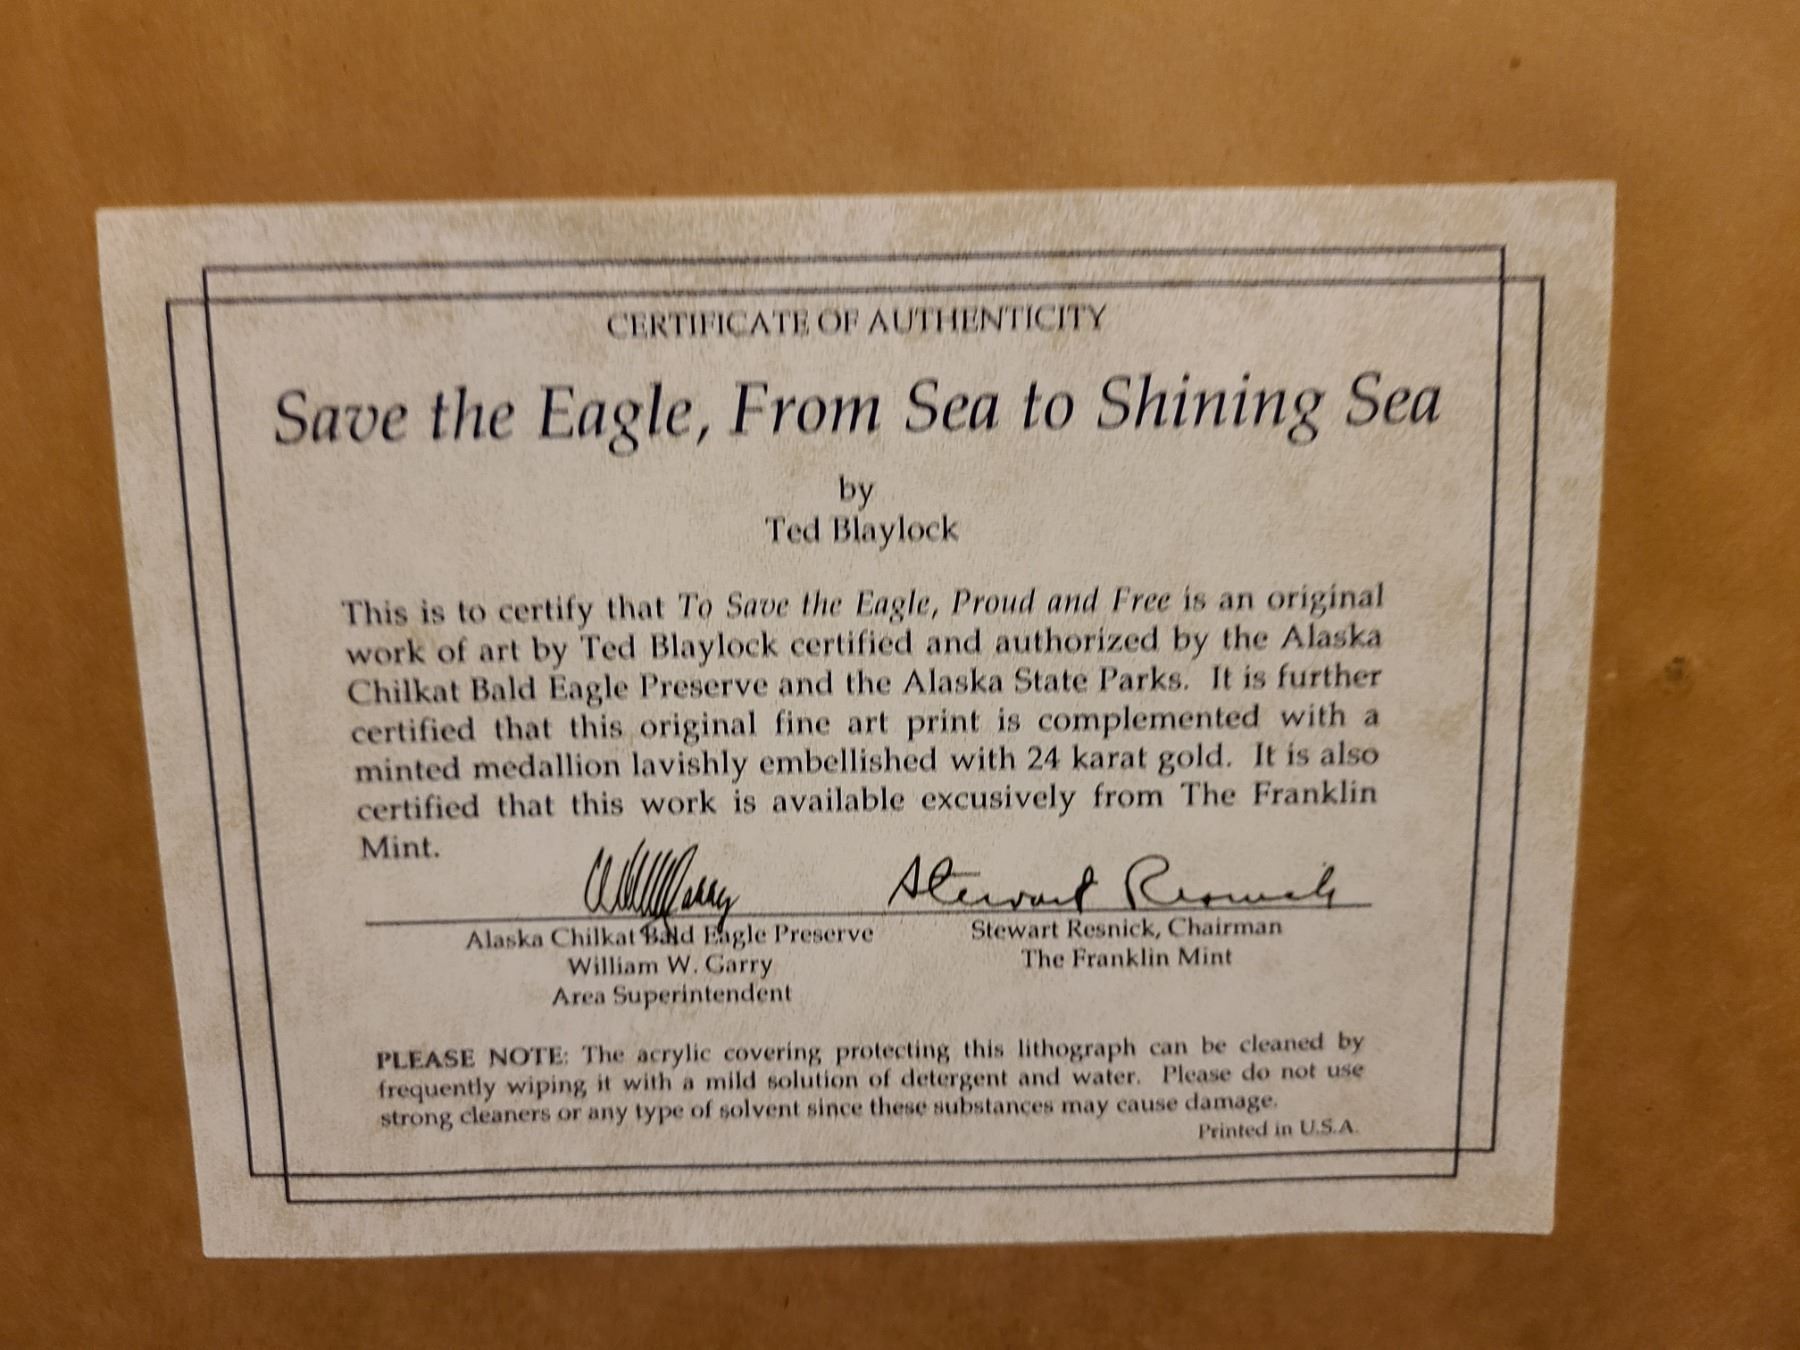 CERTIFICATE OF AUTHENTICITY
Save the Eagle, From Sea to Shining Sea
by
Ted Blaylock
This is to certify that To Save the Eagle, Proud and Free is an original
work of art by Ted Blaylock certified and authorized by the Alaska
Chilkat Bald Eagle Preserve and the Alaska State Parks. It is further
certified that this original fine art print is complemented with a
minted medallion lavishly embellished with 24 karat gold. It is also
certified that this work is available excusively from The Franklin
Mint.
Stewart Resnick
Alaska Chilkat Bald Eagle Preserve
William W. Garry
Area Superintendent
Stewart Resnick, Chairman
The Franklin Mint
PLEASE NOTE: The acrylic covering protecting this lithograph can be cleaned by
frequently wiping it with a mild solution of detergent and water. Please do not use
strong cleaners or any type of solvent since these substances may cause damage.
Printed in U.S.A.